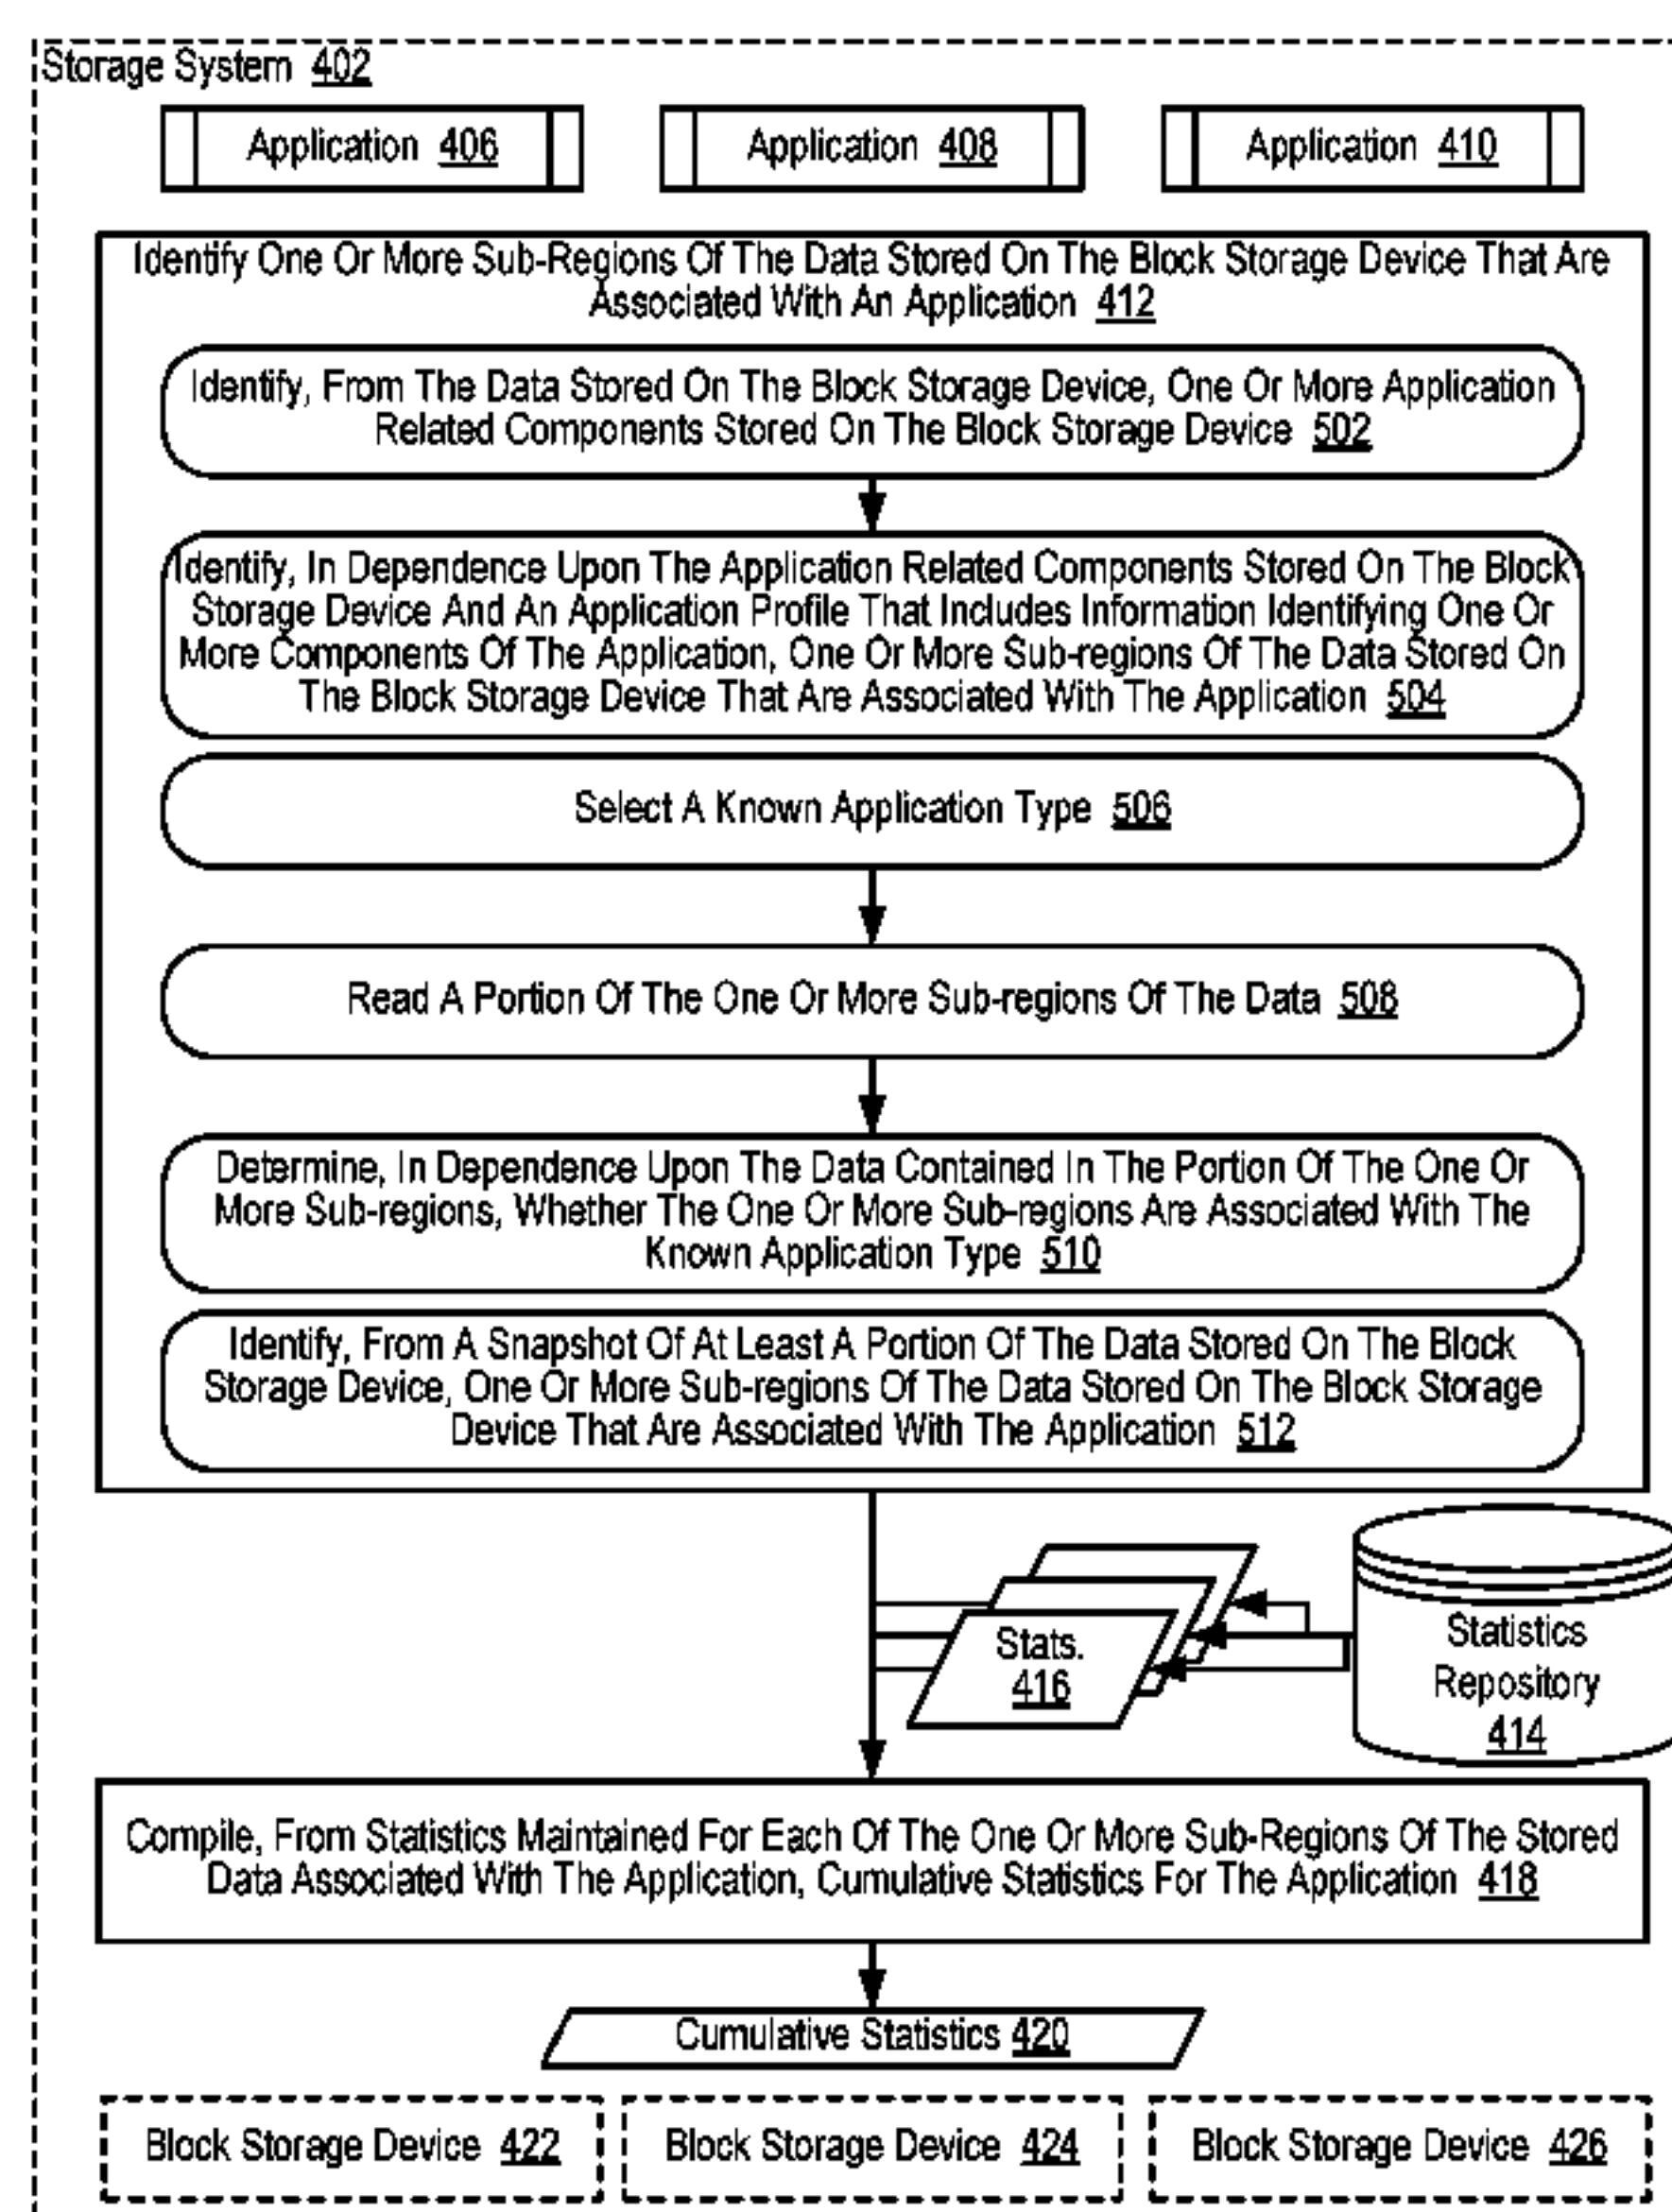 Storage System 402
Application 406
Application 408
Application 410
Identify One Or More Sub-Regions Of The Data Stored On The Block Storage Device That Are
Associated With An Application 412
Identify, From The Data Stored On The Block Storage Device, One Or More Application
Related Components Stored On The Block Storage Device 502
Identify, In Dependence Upon The Application Related Components Stored On The Block
Storage Device And An Application Profile That Includes Information Identifying One Or
More Components Of The Application, One Or More Sub-regions Of The Data Stored On
The Block Storage Device That Are Associated With The Application 504
Select A Known Application Type 506
Read A Portion Of The One Or More Sub-regions Of The Data 508
Determine, In Dependence Upon The Data Contained In The Portion Of The One Or
More Sub-regions, Whether The One Or More Sub-regions Are Associated With The
Known Application Type 510
Identify, From A Snapshot Of At Least A Portion Of The Data Stored On The Block
Storage Device, One Or More Sub-regions Of The Data Stored On The Block Storage
Device That Are Associated With The Application 512
Stats.
416
Statistics
Repository
414
Compile, From Statistics Maintained For Each Of The One Or More Sub-Regions Of The Stored
Data Associated With The Application, Cumulative Statistics For The Application 418
Cumulative Statistics 420
Block Storage Device 422
Block Storage Device 424
Block Storage Device 426